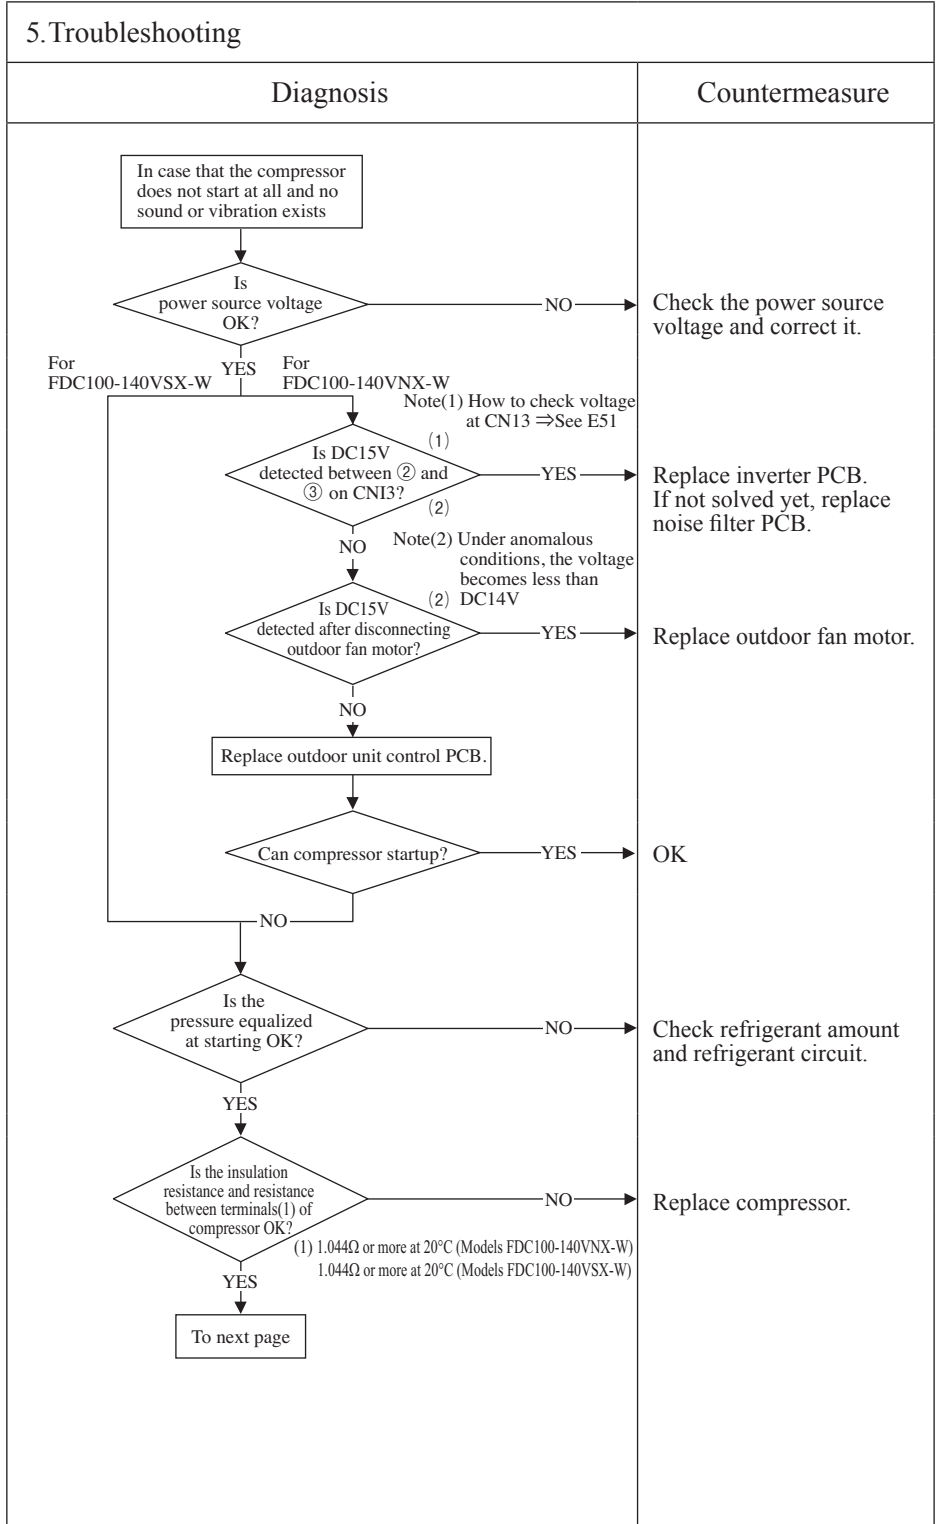 5.Troubleshooting
Diagnosis
Countermeasure
In case that the compressor
does not start at all and no
sound or vibration exists
Is
power source voltage
OK?
NO
Check the power source
voltage and correct it.
YES
For
FDC100-140VSX-W
For
FDC100-140VNX-W
Note(1) How to check voltage
at CN13 ⇒See E51
(1)
Is DC15V
detected between ② and
③ on CNI3?
(2)
YES
Replace inverter PCB.
If not solved yet, replace
noise filter PCB.
NO
Note(2) Under anomalous
conditions, the voltage
becomes less than
DC14V
(2)
Is DC15V
detected after disconnecting
outdoor fan motor?
YES
Replace outdoor fan motor.
NO
Replace outdoor unit control PCB.
Can compressor startup?
YES
OK
NO
Is the
pressure equalized
at starting OK?
NO
Check refrigerant amount
and refrigerant circuit.
YES
Is the insulation
resistance and resistance
between terminals(1) of
compressor OK?
NO
Replace compressor.
(1) 1.044Ω or more at 20°C (Models FDC100-140VNX-W)
1.044Ω or more at 20°C (Models FDC100-140VSX-W)
YES
To next page